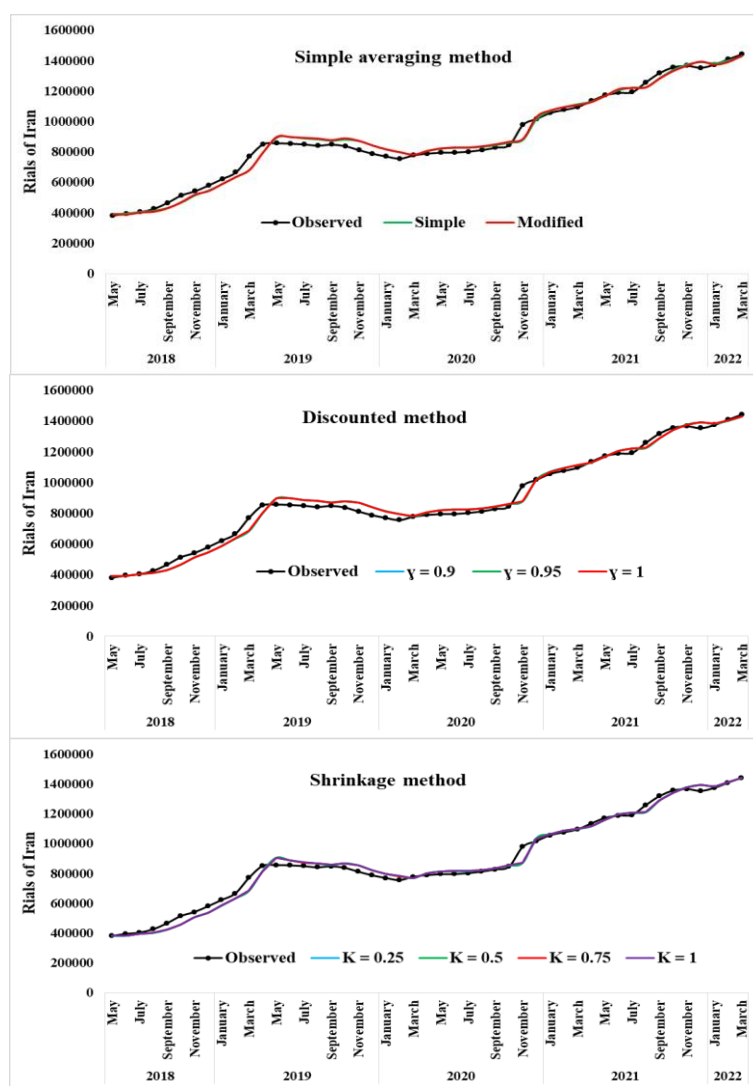 Simple averaging method
Rials of Iran
1600000
1400000
1200000
1000000
800000
600000
400000
200000
0
Observed Simple Modified
May July September November January March May July September November January March May July September November January March May July September November January March
2018 2019 2020 2021 2022
Discounted method
Rials of Iran
1600000
1400000
1200000
1000000
800000
600000
400000
200000
0
Observed ɣ = 0.9 ɣ = 0.95 ɣ = 1
May July September November January March May July September November January March May July September November January March May July September November January March
2018 2019 2020 2021 2022
Shrinkage method
Rials of Iran
1600000
1400000
1200000
1000000
800000
600000
400000
200000
0
Observed K = 0.25 K = 0.5 K = 0.75 K = 1
May July September November January March May July September November January March May July September November January March May July September November January March
2018 2019 2020 2021 2022